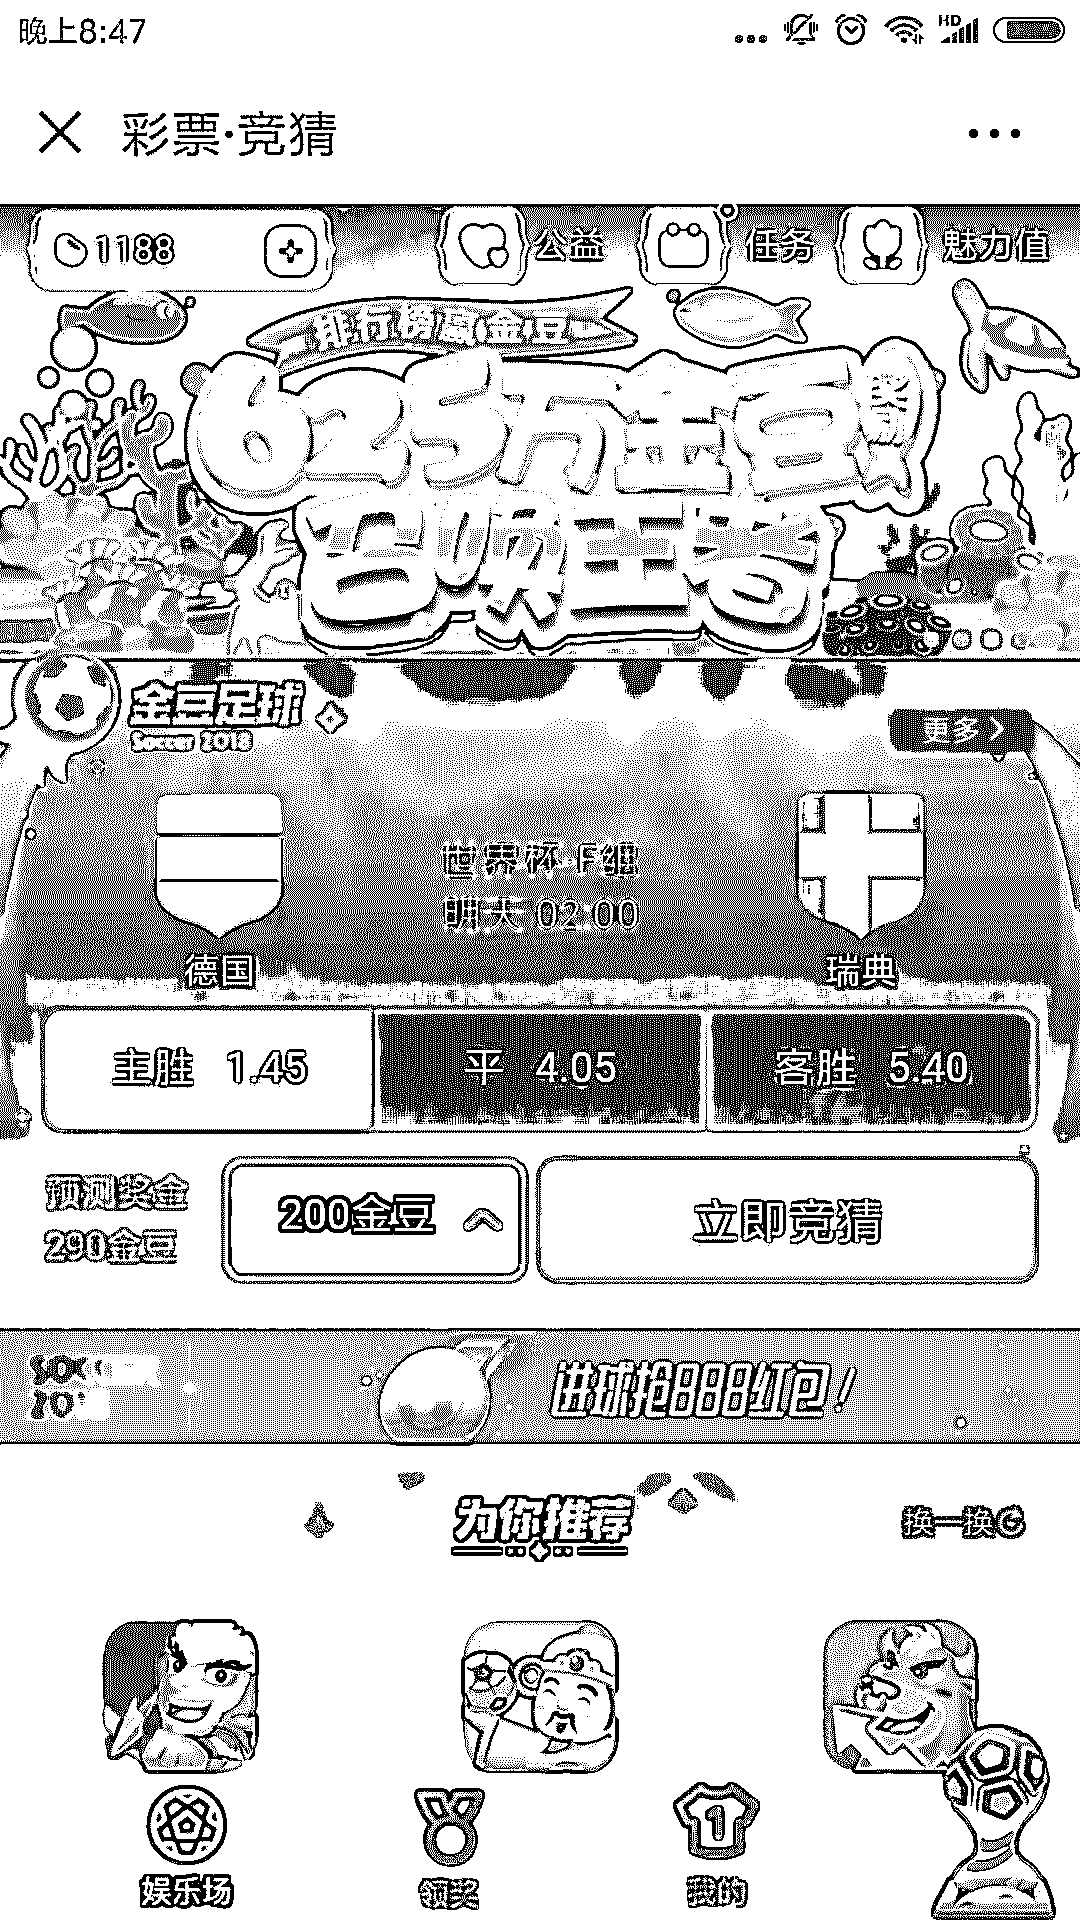 晚上8:47
HD
彩票·竞猜
1188
公益
任务
魅力值
排行榜赢金豆
625万金豆
召唤王者
金豆足球
Soccer 2018
更多
世界杯 F组
明天 02:00
德国
瑞典
主胜 1.45
平 4.05
客胜 5.40
预测奖金
290金豆
200金豆
立即竞猜
进球抢888红包!
为你推荐
换一换
1
娱乐场
领奖
我的